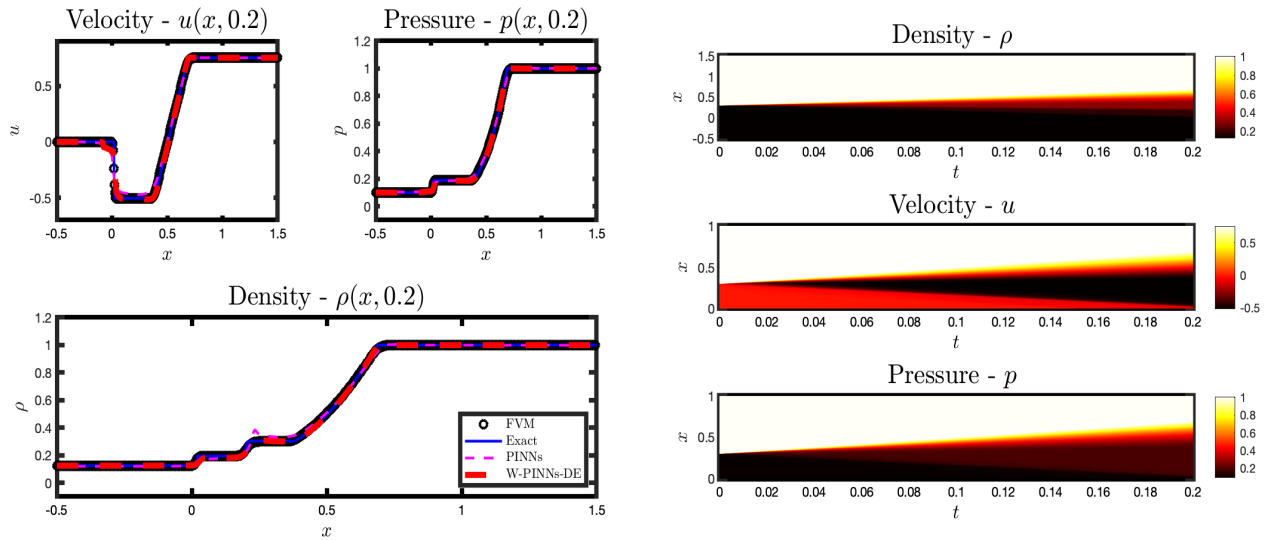 Velocity - u(x, 0.2)
u
0.5
0
-0.5
-0.5 0 0.5 1 1.5
x
Pressure - p(x, 0.2)
p
1.2
1
0.8
0.6
0.4
0.2
0
-0.5 0 0.5 1 1.5
x
Density - ρ(x, 0.2)
ρ
1.2
1
0.8
0.6
0.4
0.2
0
FVM
Exact
PINNs
W-PINNs-DE
-0.5 0 0.5 1 1.5
x
Density - ρ
x
1.5
1
0.5
0
-0.5
0 0.02 0.04 0.06 0.08 0.1 0.12 0.14 0.16 0.18 0.2
t
1
0.8
0.6
0.4
0.2
Velocity - u
x
1
0.5
0
0 0.02 0.04 0.06 0.08 0.1 0.12 0.14 0.16 0.18 0.2
t
0.5
0
-0.5
Pressure - p
x
1
0.5
0
0 0.02 0.04 0.06 0.08 0.1 0.12 0.14 0.16 0.18 0.2
t
1
0.8
0.6
0.4
0.2